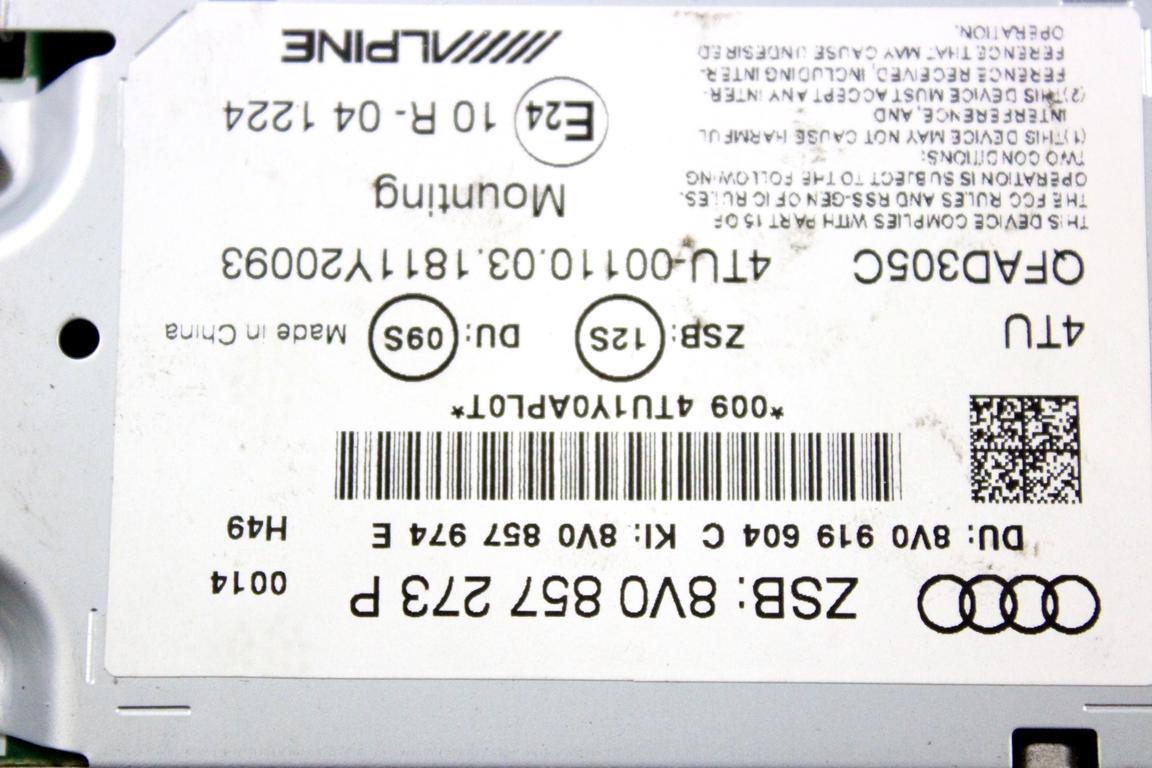 ZSB: 8V0 857 273 P
0014
DU: 8V0 919 604 C KI: 8V0 857 974 E
H49
*009 4TU1Y0APL0T*
4TU
ZSB: 12S
DU: 09S
Made in China
QFAD305C
4TU-00110.03.1811Y20093
THIS DEVICE COMPLIES WITH PART 15 OF
THE FCC RULES AND RSS-GEN OF IC RULES.
OPERATION IS SUBJECT TO THE FOLLOWING
TWO CONDITIONS:
(1)THIS DEVICE MAY NOT CAUSE HARMFUL
INTERFERENCE, AND
(2)THIS DEVICE MUST ACCEPT ANY INTER-
FERENCE RECEIVED, INCLUDING INTER-
FERENCE THAT MAY CAUSE UNDESIRED
OPERATION.
Mounting
E24 10 R - 04 1224
ALPINE